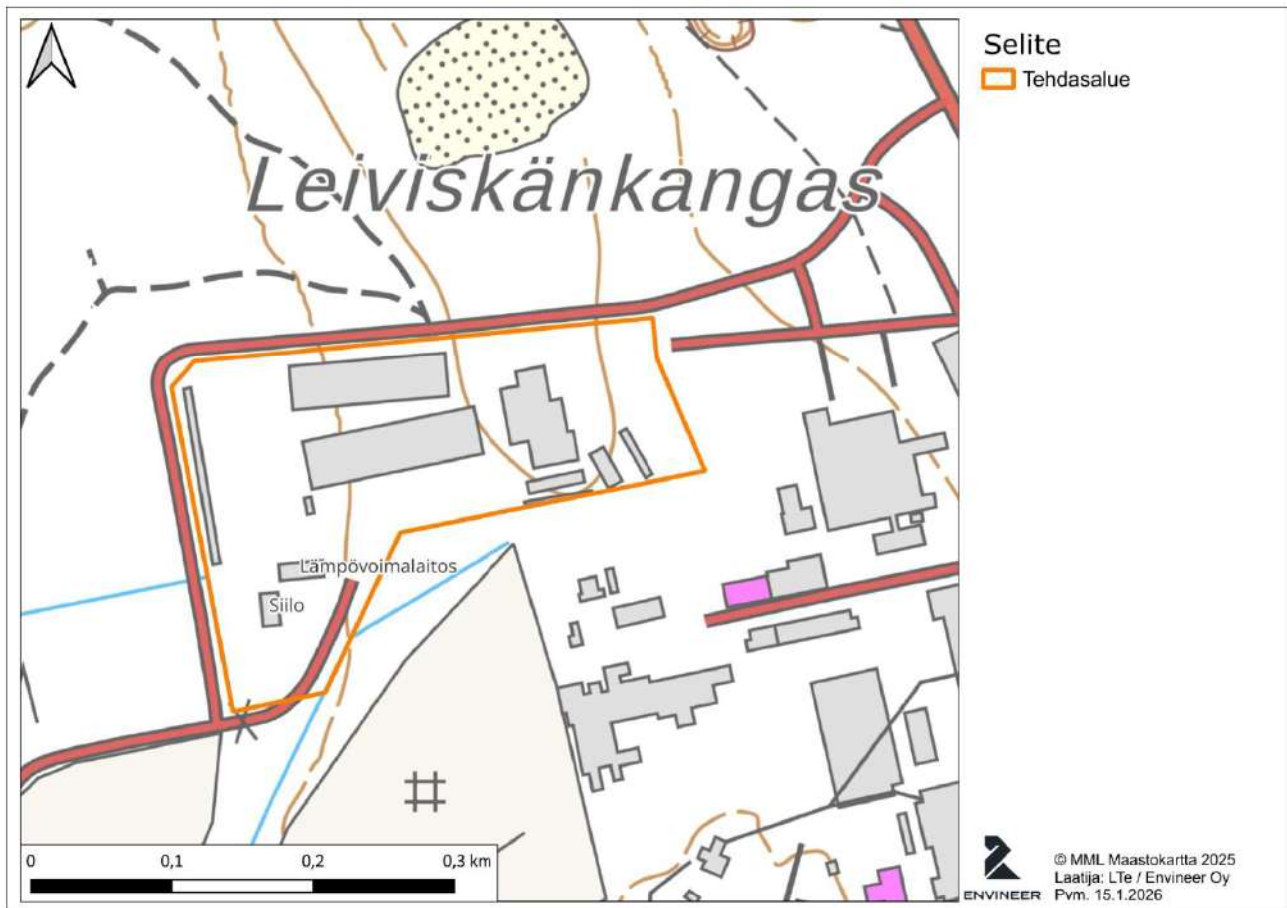 Selite
Tehdasalue
Leiviskänkangas
Lämpövoimalaitos
Siilo
0 0,1 0,2 0,3 km
ENVINEER
© MML Maastokartta 2025
Laatija: LTe / Envineer Oy
Pvm. 15.1.2026